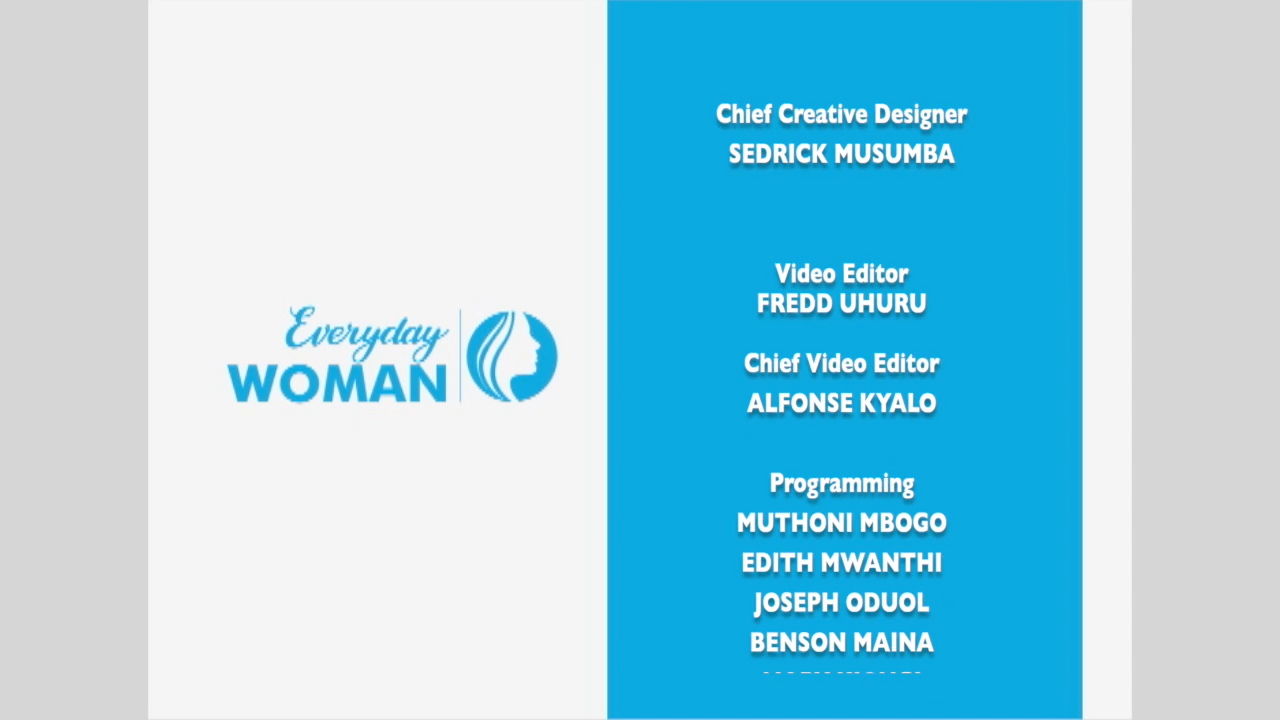 Everyday
WOMAN
Chief Creative Designer
SEDRICK MUSUMBA
Video Editor
FREDD UHURU
Chief Video Editor
ALFONSE KYALO
Programming
MUTHONI MBOGO
EDITH MWANTHI
JOSEPH ODUOL
BENSON MAINA